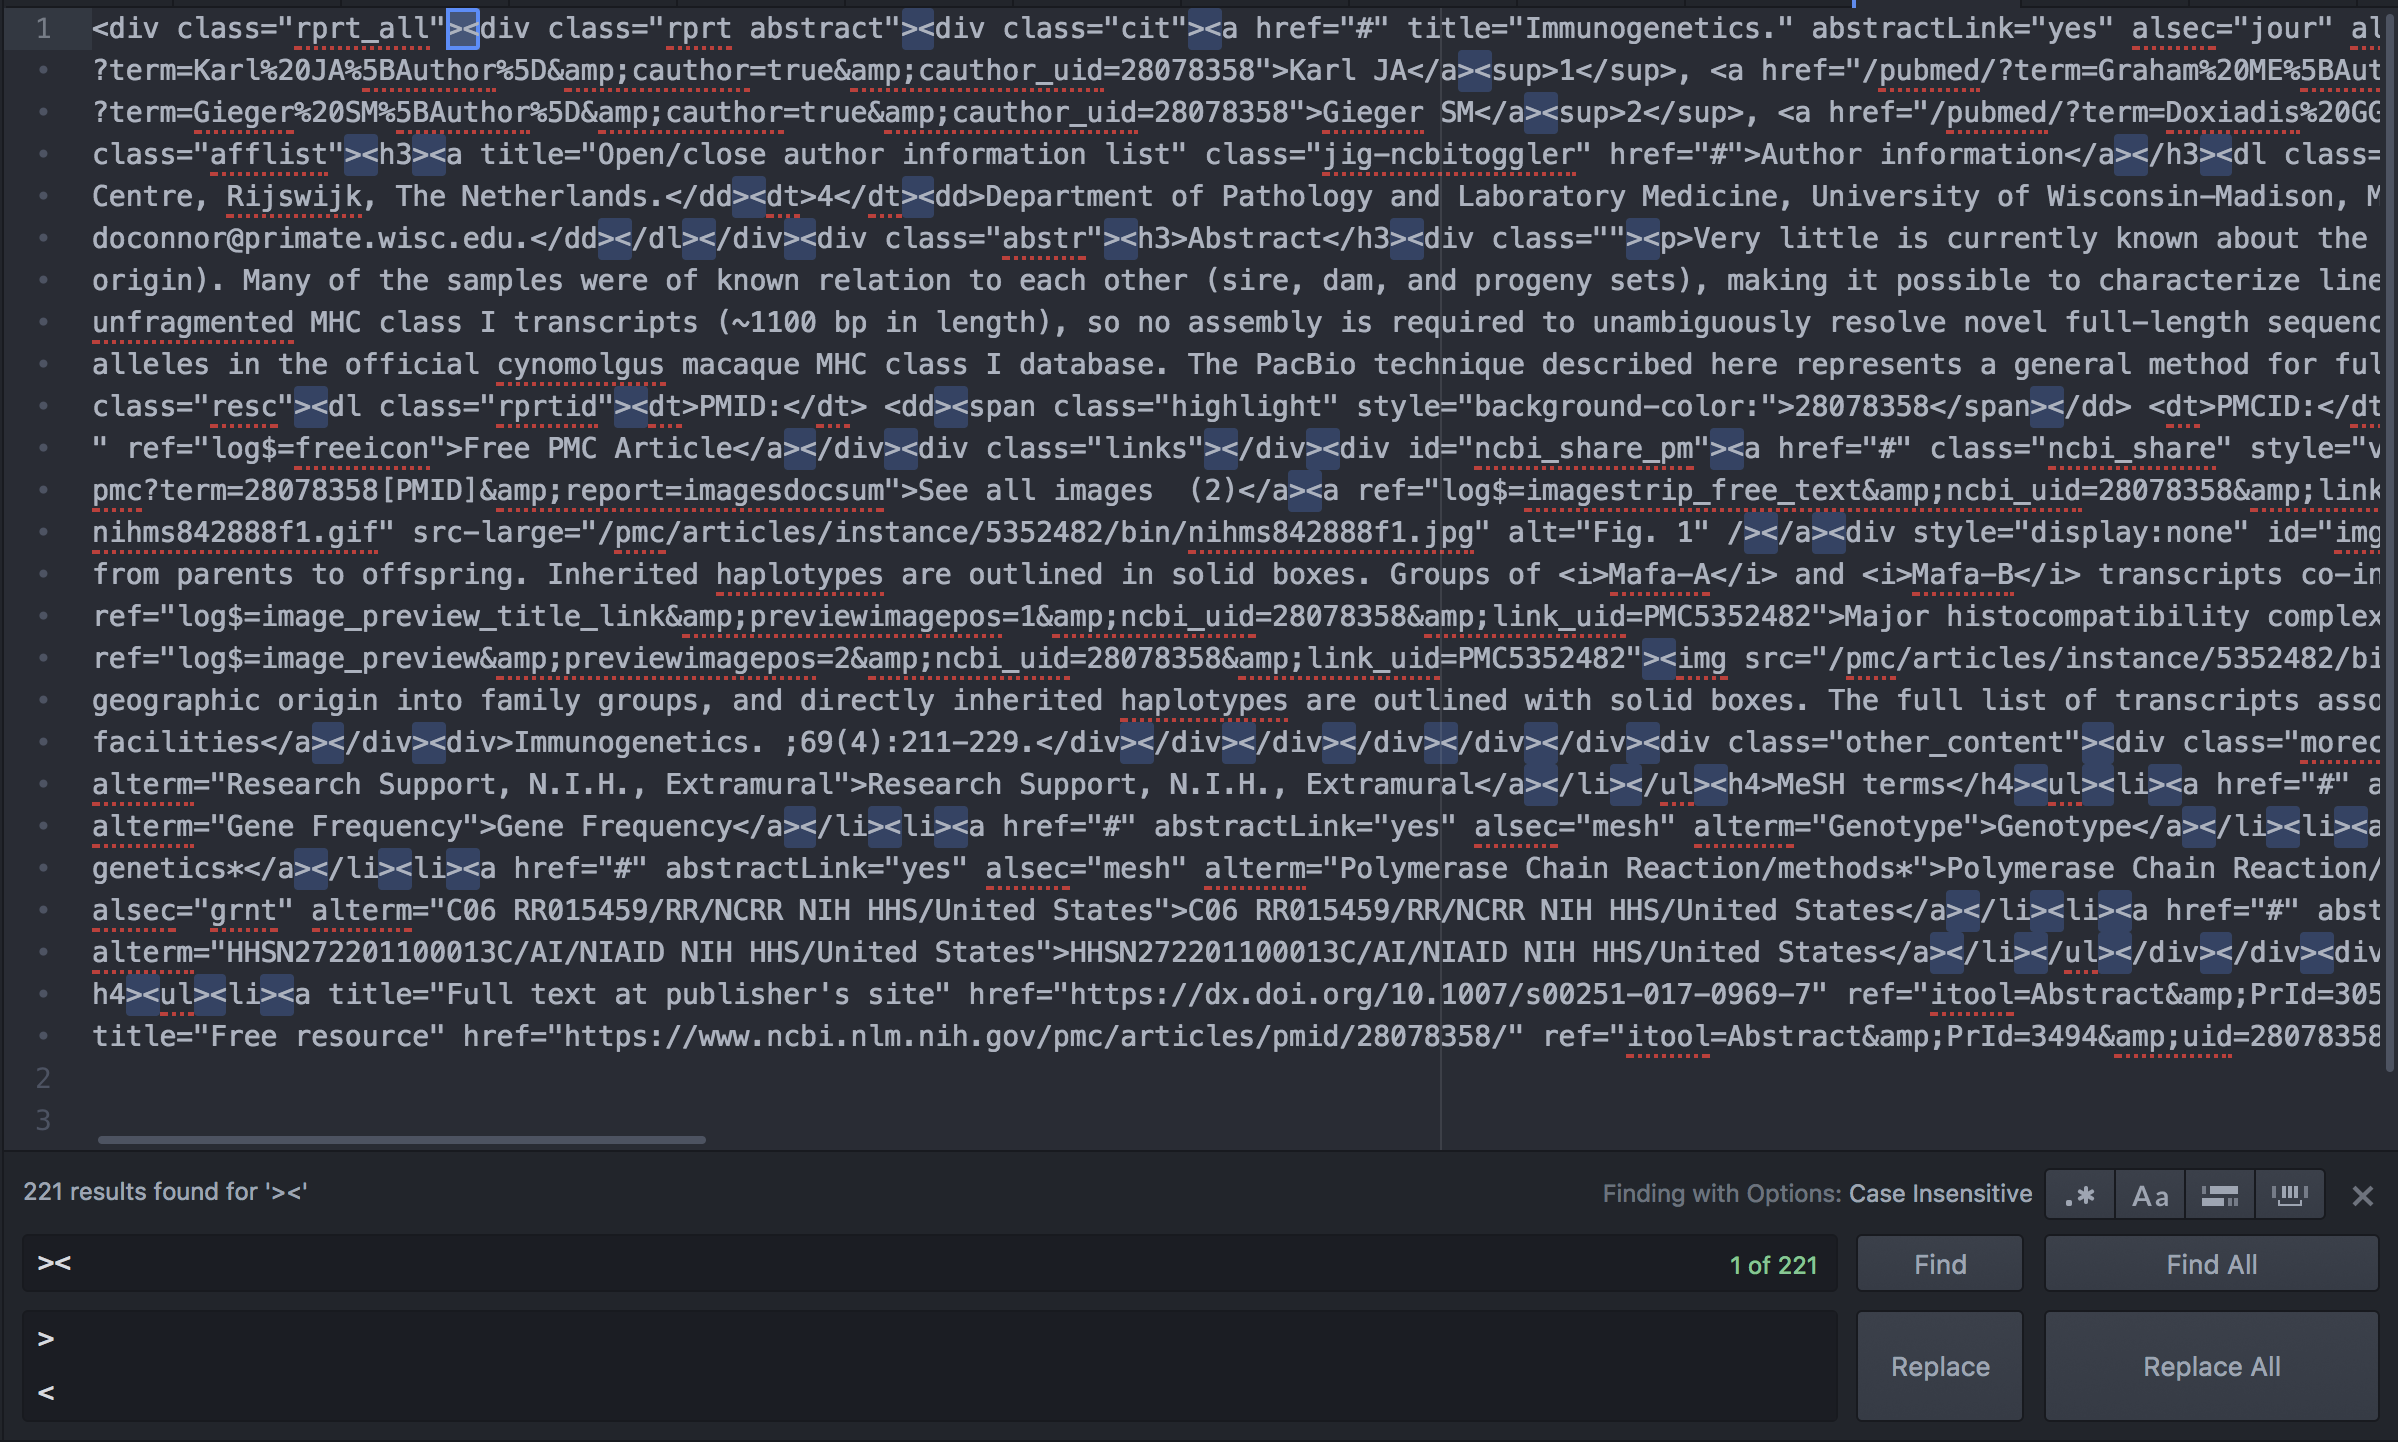 1 <div class="rprt_all"><div class="rprt abstract"><div class="cit"><a href="#" title="Immunogenetics." abstractLink="yes" alsec="jour" al
?term=Karl%20JA%5BAuthor%5D&amp;cauthor=true&amp;cauthor_uid=28078358">Karl JA</a><sup>1</sup>, <a href="/pubmed/?term=Graham%20ME%5BAut
?term=Gieger%20SM%5BAuthor%5D&amp;cauthor=true&amp;cauthor_uid=28078358">Gieger SM</a><sup>2</sup>, <a href="/pubmed/?term=Doxiadis%20GG
class="afflist"><h3><a title="Open/close author information list" class="jig-ncbitoggler" href="#">Author information</a></h3><dl class=
Centre, Rijswijk, The Netherlands.</dd><dt>4</dt><dd>Department of Pathology and Laboratory Medicine, University of Wisconsin-Madison, M
doconnor@primate.wisc.edu.</dd></dl></div><div class="abstr"><h3>Abstract</h3><div class=""><p>Very little is currently known about the
origin). Many of the samples were of known relation to each other (sire, dam, and progeny sets), making it possible to characterize line
unfragmented MHC class I transcripts (~1100 bp in length), so no assembly is required to unambiguously resolve novel full-length sequenc
alleles in the official cynomolgus macaque MHC class I database. The PacBio technique described here represents a general method for ful
class="resc"><dl class="rprtid"><dt>PMID:</dt> <dd><span class="highlight" style="background-color:">28078358</span></dd> <dt>PMCID:</dt
" ref="log$=freeicon">Free PMC Article</a></div><div class="links"></div><div id="ncbi_share_pm"><a href="#" class="ncbi_share" style="v
pmc?term=28078358[PMID]&amp;report=imagesdocsum">See all images  (2)</a><a ref="log$=imagestrip_free_text&amp;ncbi_uid=28078358&amp;link
nihms842888f1.gif" src-large="/pmc/articles/instance/5352482/bin/nihms842888f1.jpg" alt="Fig. 1" /></a><div style="display:none" id="img
from parents to offspring. Inherited haplotypes are outlined in solid boxes. Groups of <i>Mafa-A</i> and <i>Mafa-B</i> transcripts co-in
ref="log$=image_preview_title_link&amp;previewimagepos=1&amp;ncbi_uid=28078358&amp;link_uid=PMC5352482">Major histocompatibility complex
ref="log$=image_preview&amp;previewimagepos=2&amp;ncbi_uid=28078358&amp;link_uid=PMC5352482"><img src="/pmc/articles/instance/5352482/bi
geographic origin into family groups, and directly inherited haplotypes are outlined with solid boxes. The full list of transcripts asso
facilities</a></div><div>Immunogenetics. ;69(4):211-229.</div></div></div></div></div></div><div class="other_content"><div class="morec
alterm="Research Support, N.I.H., Extramural">Research Support, N.I.H., Extramural</a></li></ul><h4>MeSH terms</h4><ul><li><a href="#" a
alterm="Gene Frequency">Gene Frequency</a></li><li><a href="#" abstractLink="yes" alsec="mesh" alterm="Genotype">Genotype</a></li><li><a
genetics*</a></li><li><a href="#" abstractLink="yes" alsec="mesh" alterm="Polymerase Chain Reaction/methods*">Polymerase Chain Reaction/
alsec="grnt" alterm="C06 RR015459/RR/NCRR NIH HHS/United States">C06 RR015459/RR/NCRR NIH HHS/United States</a></li><li><a href="#" abst
alterm="HHSN272201100013C/AI/NIAID NIH HHS/United States">HHSN272201100013C/AI/NIAID NIH HHS/United States</a></li></ul></div></div><div
h4><ul><li><a title="Full text at publisher's site" href="https://dx.doi.org/10.1007/s00251-017-0969-7" ref="itool=Abstract&amp;PrId=305
title="Free resource" href="https://www.ncbi.nlm.nih.gov/pmc/articles/pmid/28078358/" ref="itool=Abstract&amp;PrId=3494&amp;uid=28078358
2
3
221 results found for '><' Finding with Options: Case Insensitive .* Aa
>< 1 of 221 Find Find All
>
< Replace Replace All